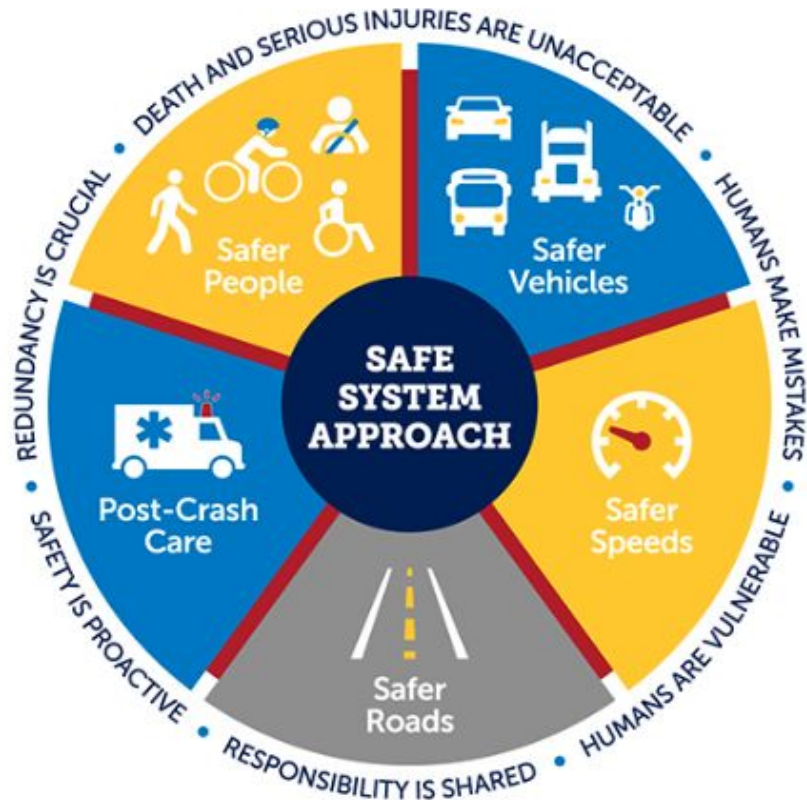 DEATH AND SERIOUS INJURIES ARE UNACCEPTABLE
HUMANS MAKE MISTAKES
HUMANS ARE VULNERABLE
RESPONSIBILITY IS SHARED
SAFETY IS PROACTIVE
REDUNDANCY IS CRUCIAL
Safer
People
Safer
Vehicles
SAFE
SYSTEM
APPROACH
Post-Crash
Care
Safer
Speeds
Safer
Roads